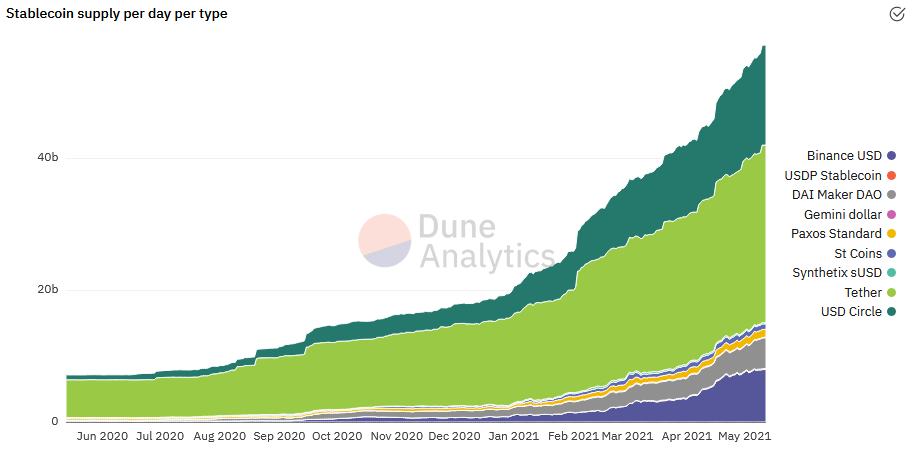 Stablecoin supply per day per type
40b
20b
0
Dune
Analytics
Jun 2020 Jul 2020 Aug 2020 Sep 2020 Oct 2020 Nov 2020 Dec 2020 Jan 2021 Feb 2021 Mar 2021 Apr 2021 May 2021
Binance USD
USDP Stablecoin
DAI Maker DAO
Gemini dollar
Paxos Standard
St Coins
Synthetix sUSD
Tether
USD Circle